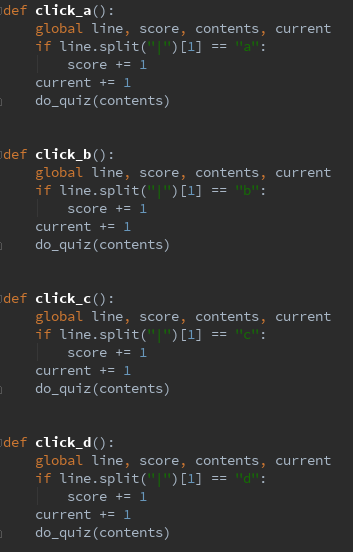 def click_a():
    global line, score, contents, current
    if line.split("|")[1] == "a":
        score += 1
    current += 1
    do_quiz(contents)
def click_b():
    global line, score, contents, current
    if line.split("|")[1] == "b":
        score += 1
    current += 1
    do_quiz(contents)
def click_c():
    global line, score, contents, current
    if line.split("|")[1] == "c":
        score += 1
    current += 1
    do_quiz(contents)
def click_d():
    global line, score, contents, current
    if line.split("|")[1] == "d":
        score += 1
    current += 1
    do_quiz(contents)